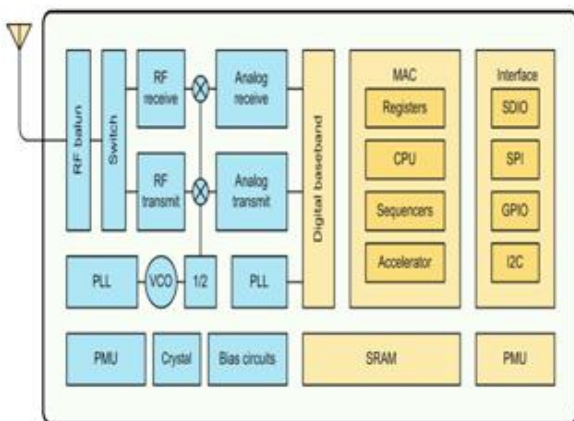 RF balun
Switch
RF
receive
Analog
receive
RF
transmit
Analog
transmit
PLL
VCO
1/2
PLL
Digital baseband
MAC
Registers
CPU
Sequencers
Accelerator
Interface
SDIO
SPI
GPIO
I2C
PMU
Crystal
Bias circuits
SRAM
PMU